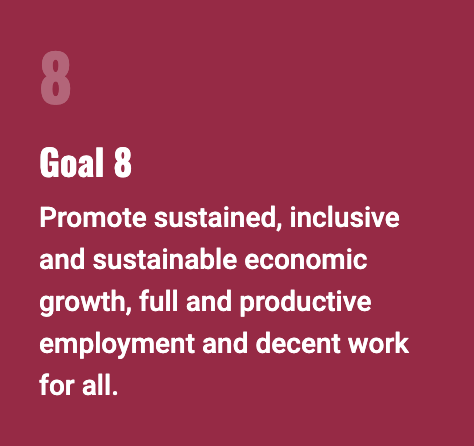 8
Goal 8
Promote sustained, inclusive
and sustainable economic
growth, full and productive
employment and decent work
for all.